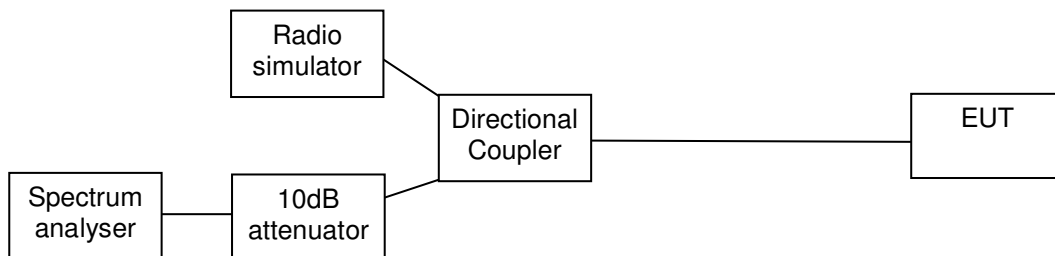 Radio
simulator
Directional
Coupler
EUT
Spectrum
analyser
10dB
attenuator